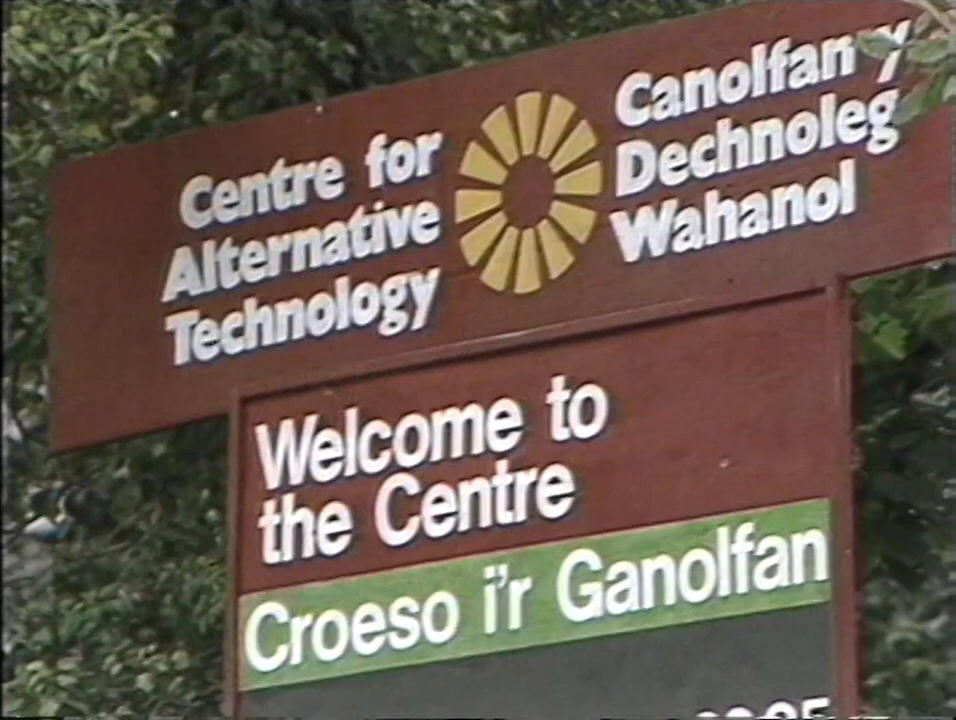 Centre for
Alternative
Technology
Canolfan y
Dechnoleg
Wahanol
Welcome to
the Centre
Croeso i'r Ganolfan